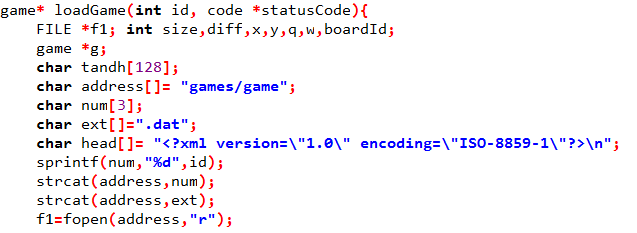 game* loadGame(int id, code *statusCode){
FILE *f1; int size,diff,x,y,q,w,boardId;
game *g;
char tandh[128];
char address[]= "games/game";
char num[3];
char ext[]=".dat";
char head[]= "<?xml version=\"1.0\" encoding=\"ISO-8859-1\"?>\n";
sprintf(num,"%d",id);
strcat(address,num);
strcat(address,ext);
f1=fopen(address,"r");